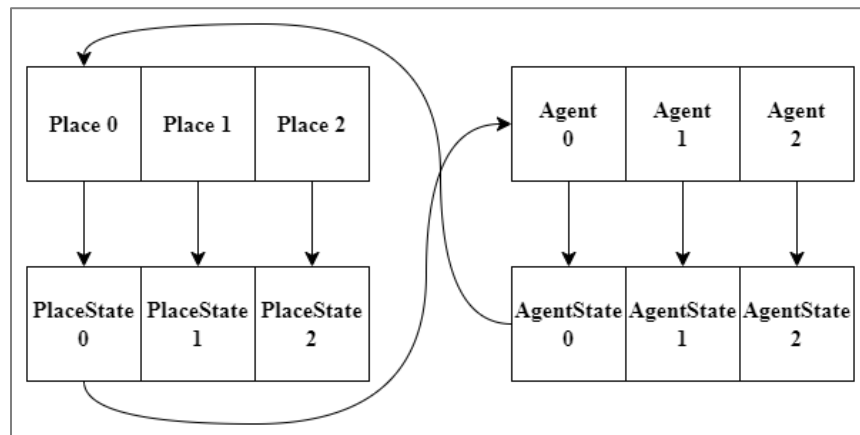 Place 0
Place 1
Place 2
Agent
0
Agent
1
Agent
2
PlaceState
0
PlaceState
1
PlaceState
2
AgentState
0
AgentState
1
AgentState
2